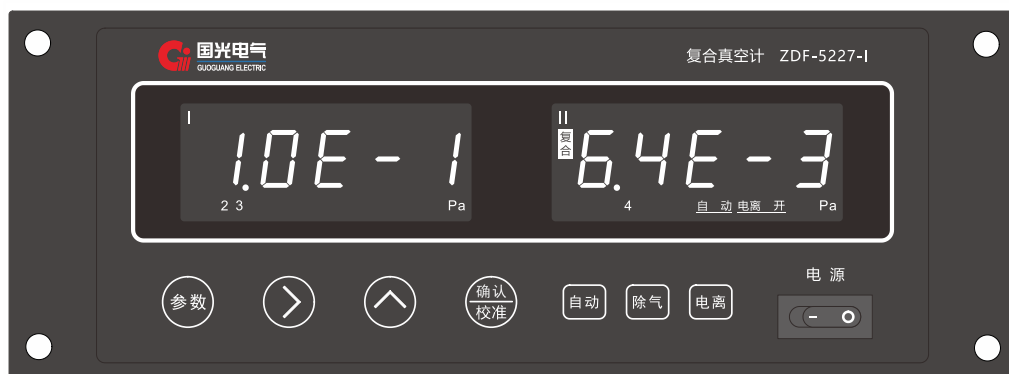 国光电气
GUOGUANG ELECTRIC
复合真空计 ZDF-5227-I
I
1.0E-1
2 3
Pa
II
复合
6.4E-3
4
自动 电离 开
Pa
参数
确认
校准
自动
除气
电离
电源